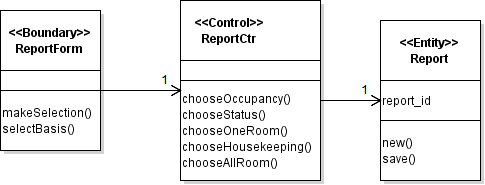 <<Boundary>>
ReportForm
makeSelection()
selectBasis()
1
<<Control>>
ReportCtr
chooseOccupancy()
chooseStatus()
chooseOneRoom()
chooseHousekeeping()
chooseAllRoom()
1
<<Entity>>
Report
report_id
new()
save()